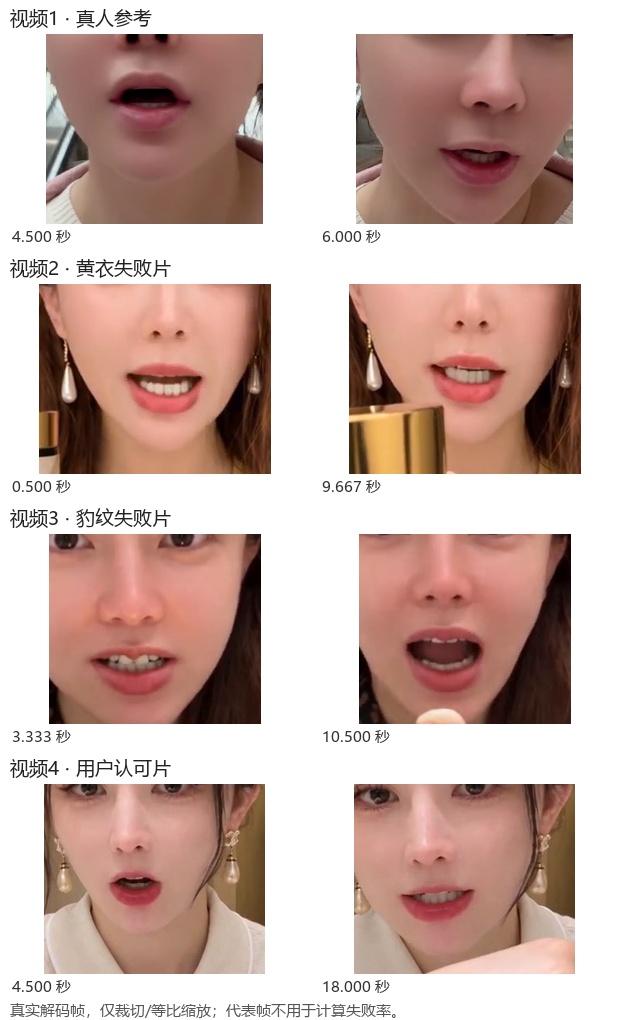 视频1 · 真人参考
4.500 秒
6.000 秒
视频2 · 黄衣失败片
0.500 秒
9.667 秒
视频3 · 豹纹失败片
3.333 秒
10.500 秒
视频4 · 用户认可片
4.500 秒
18.000 秒
真实解码帧，仅裁切/等比缩放；代表帧不用于计算失败率。